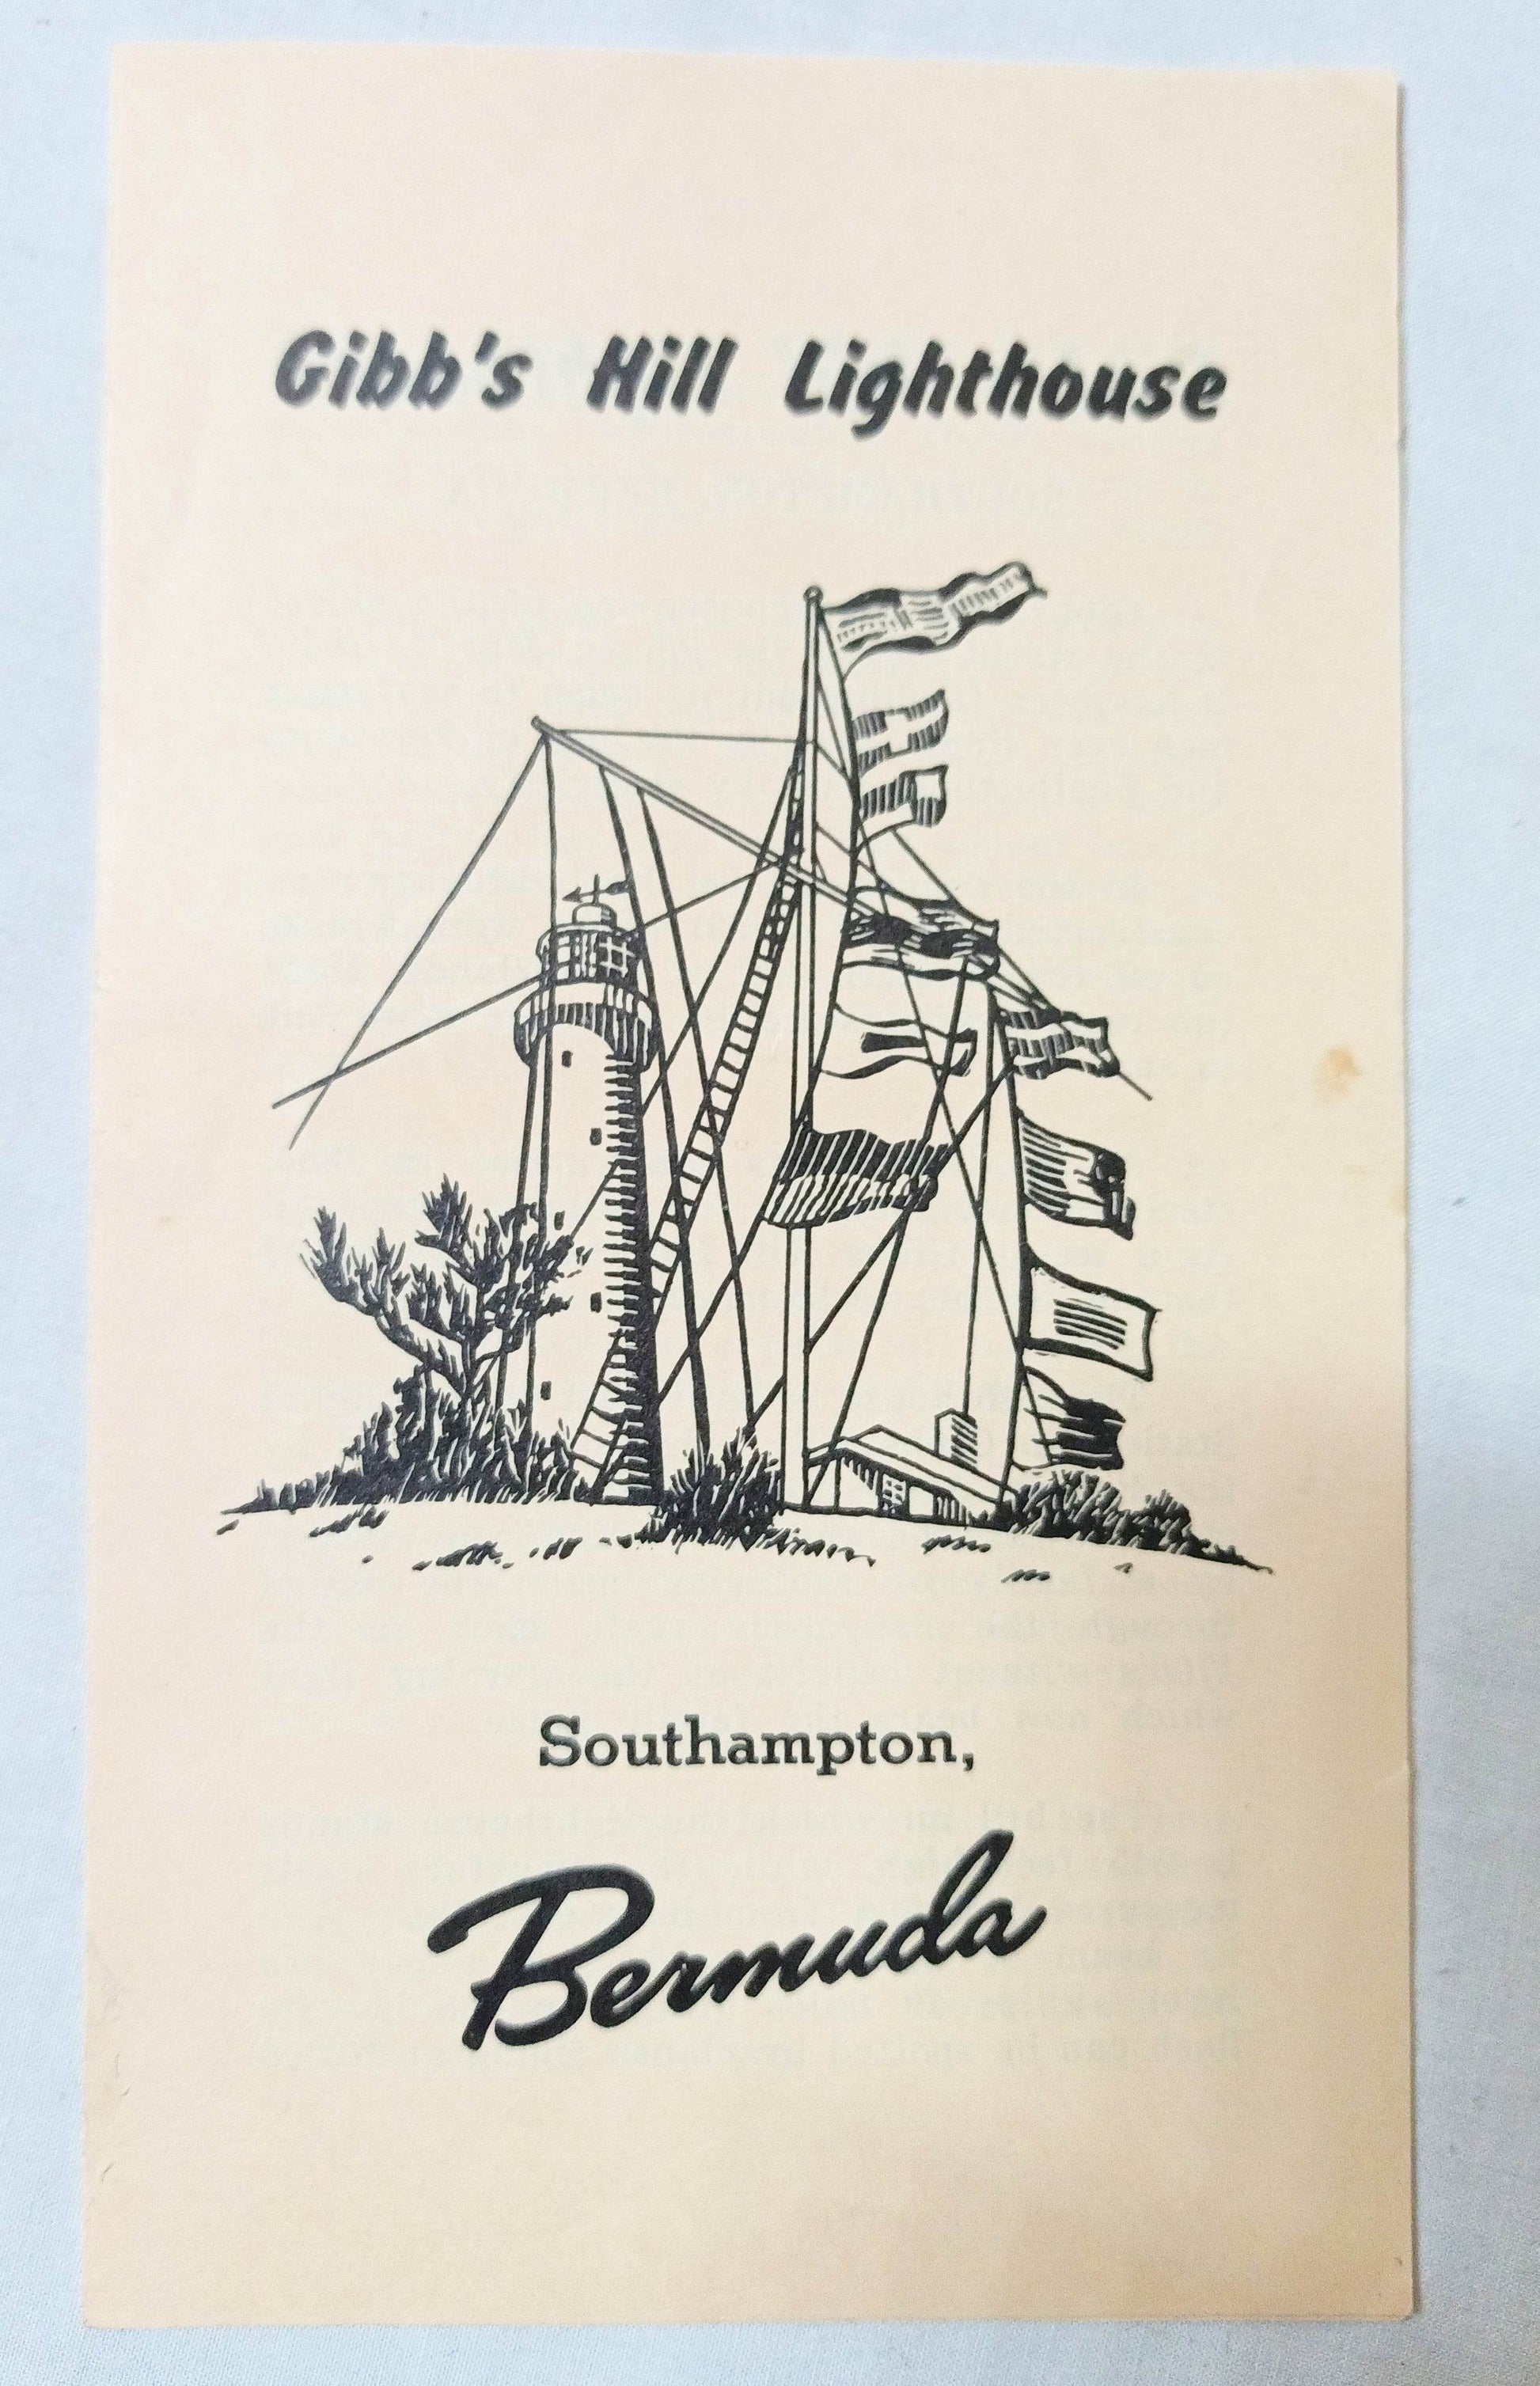 Gibb's Hill Lighthouse
Southampton,
Bermuda